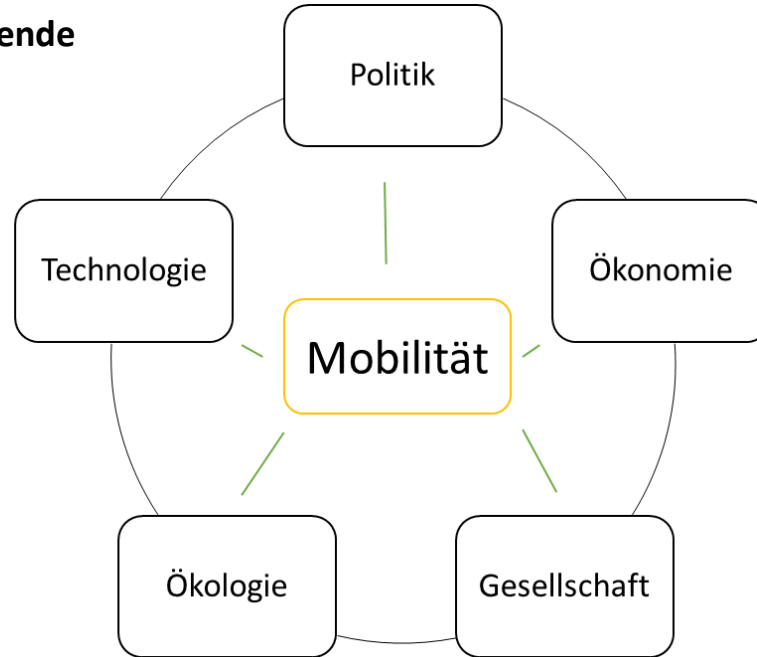 ende
Politik
Technologie
Ökonomie
Mobilität
Ökologie
Gesellschaft